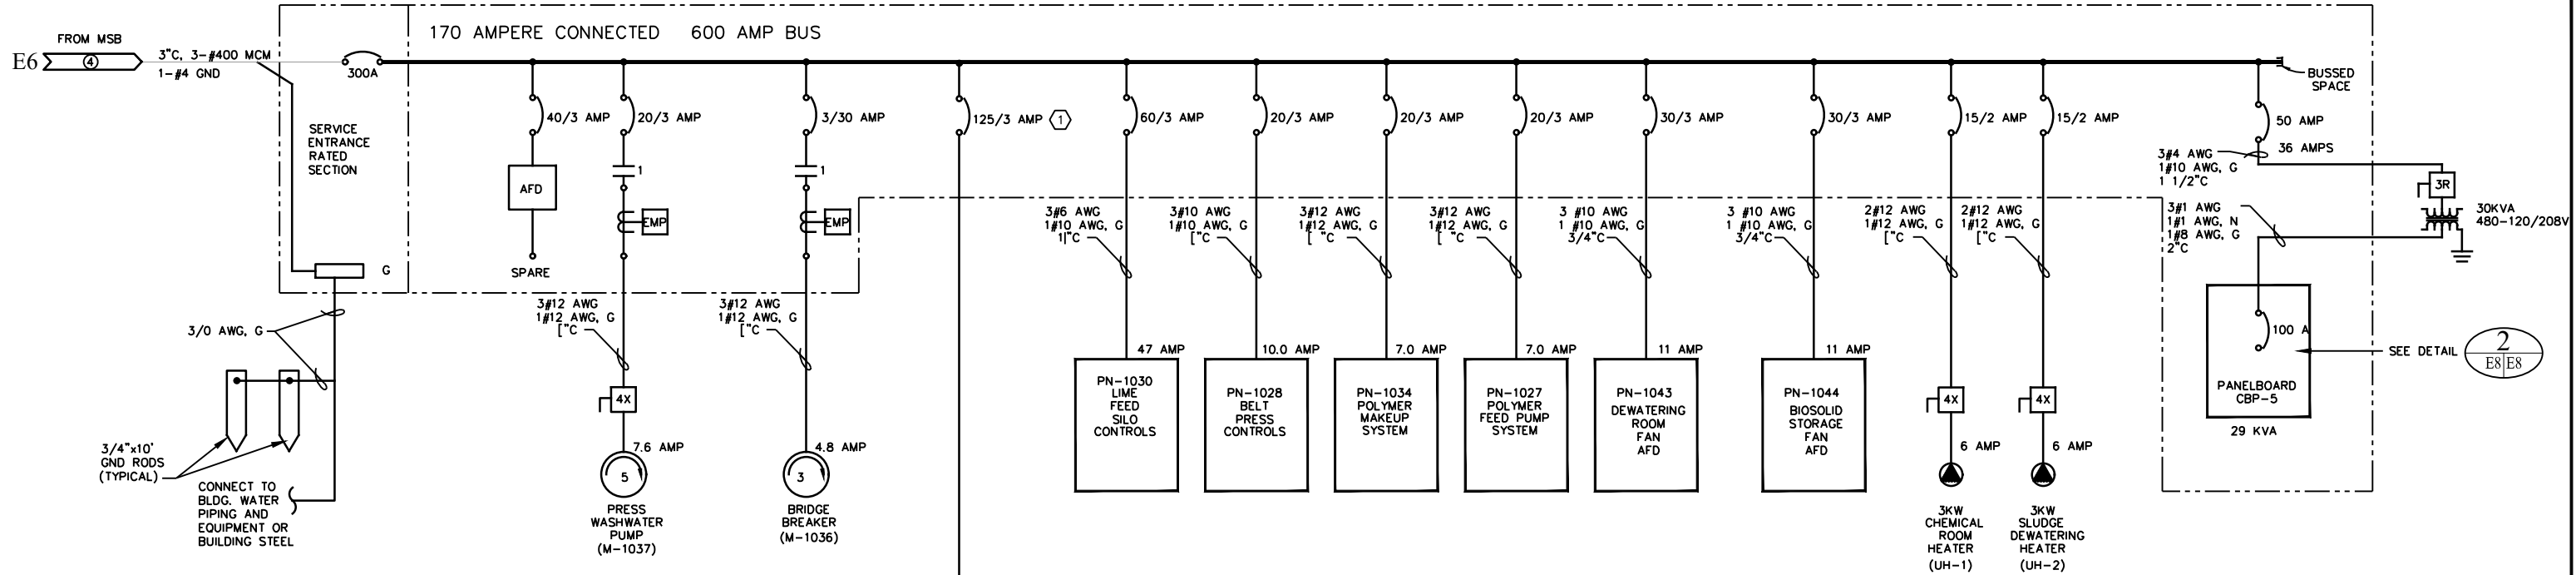 170 AMPERE CONNECTED 600 AMP BUS
FROM MSB
E6
4
3"C, 3-#400 MCM
1-#4 GND
300A
SERVICE
ENTRANCE
RATED
SECTION
G
3/0 AWG, G
3/4"x10'
GND RODS
(TYPICAL)
CONNECT TO
BLDG. WATER
PIPING AND
EQUIPMENT OR
BUILDING STEEL
40/3 AMP
AFD
SPARE
20/3 AMP
1
EMP
3#12 AWG
1#12 AWG, G
["C
4X
7.6 AMP
5
PRESS
WASHWATER
PUMP
(M-1037)
3/30 AMP
1
EMP
3#12 AWG
1#12 AWG, G
["C
4.8 AMP
3
BRIDGE
BREAKER
(M-1036)
125/3 AMP
1
60/3 AMP
3#6 AWG
1#10 AWG, G
1["C
47 AMP
PN-1030
LIME
FEED
SILO
CONTROLS
20/3 AMP
3#10 AWG
1#10 AWG, G
["C
10.0 AMP
PN-1028
BELT
PRESS
CONTROLS
20/3 AMP
3#12 AWG
1#12 AWG, G
[ "C
7.0 AMP
PN-1034
POLYMER
MAKEUP
SYSTEM
20/3 AMP
3#12 AWG
1#12 AWG, G
[ "C
7.0 AMP
PN-1027
POLYMER
FEED PUMP
SYSTEM
30/3 AMP
3 #10 AWG
1 #10 AWG, G
3/4"C
11 AMP
PN-1043
DEWATERING
ROOM
FAN
AFD
30/3 AMP
3 #10 AWG
1 #10 AWG, G
3/4"C
11 AMP
PN-1044
BIOSOLID
STORAGE
FAN
AFD
15/2 AMP
2#12 AWG
1#12 AWG, G
["C
4X
6 AMP
3KW
CHEMICAL
ROOM
HEATER
(UH-1)
15/2 AMP
2#12 AWG
1#12 AWG, G
["C
4X
6 AMP
3KW
SLUDGE
DEWATERING
HEATER
(UH-2)
BUSSED
SPACE
50 AMP
36 AMPS
3#4 AWG
1#10 AWG, G
1 1/2"C
3R
30KVA
480-120/208V
3#1 AWG
1#1 AWG, N
1#8 AWG, G
2"C
100 A
PANELBOARD
CBP-5
29 KVA
SEE DETAIL
2
E8 E8